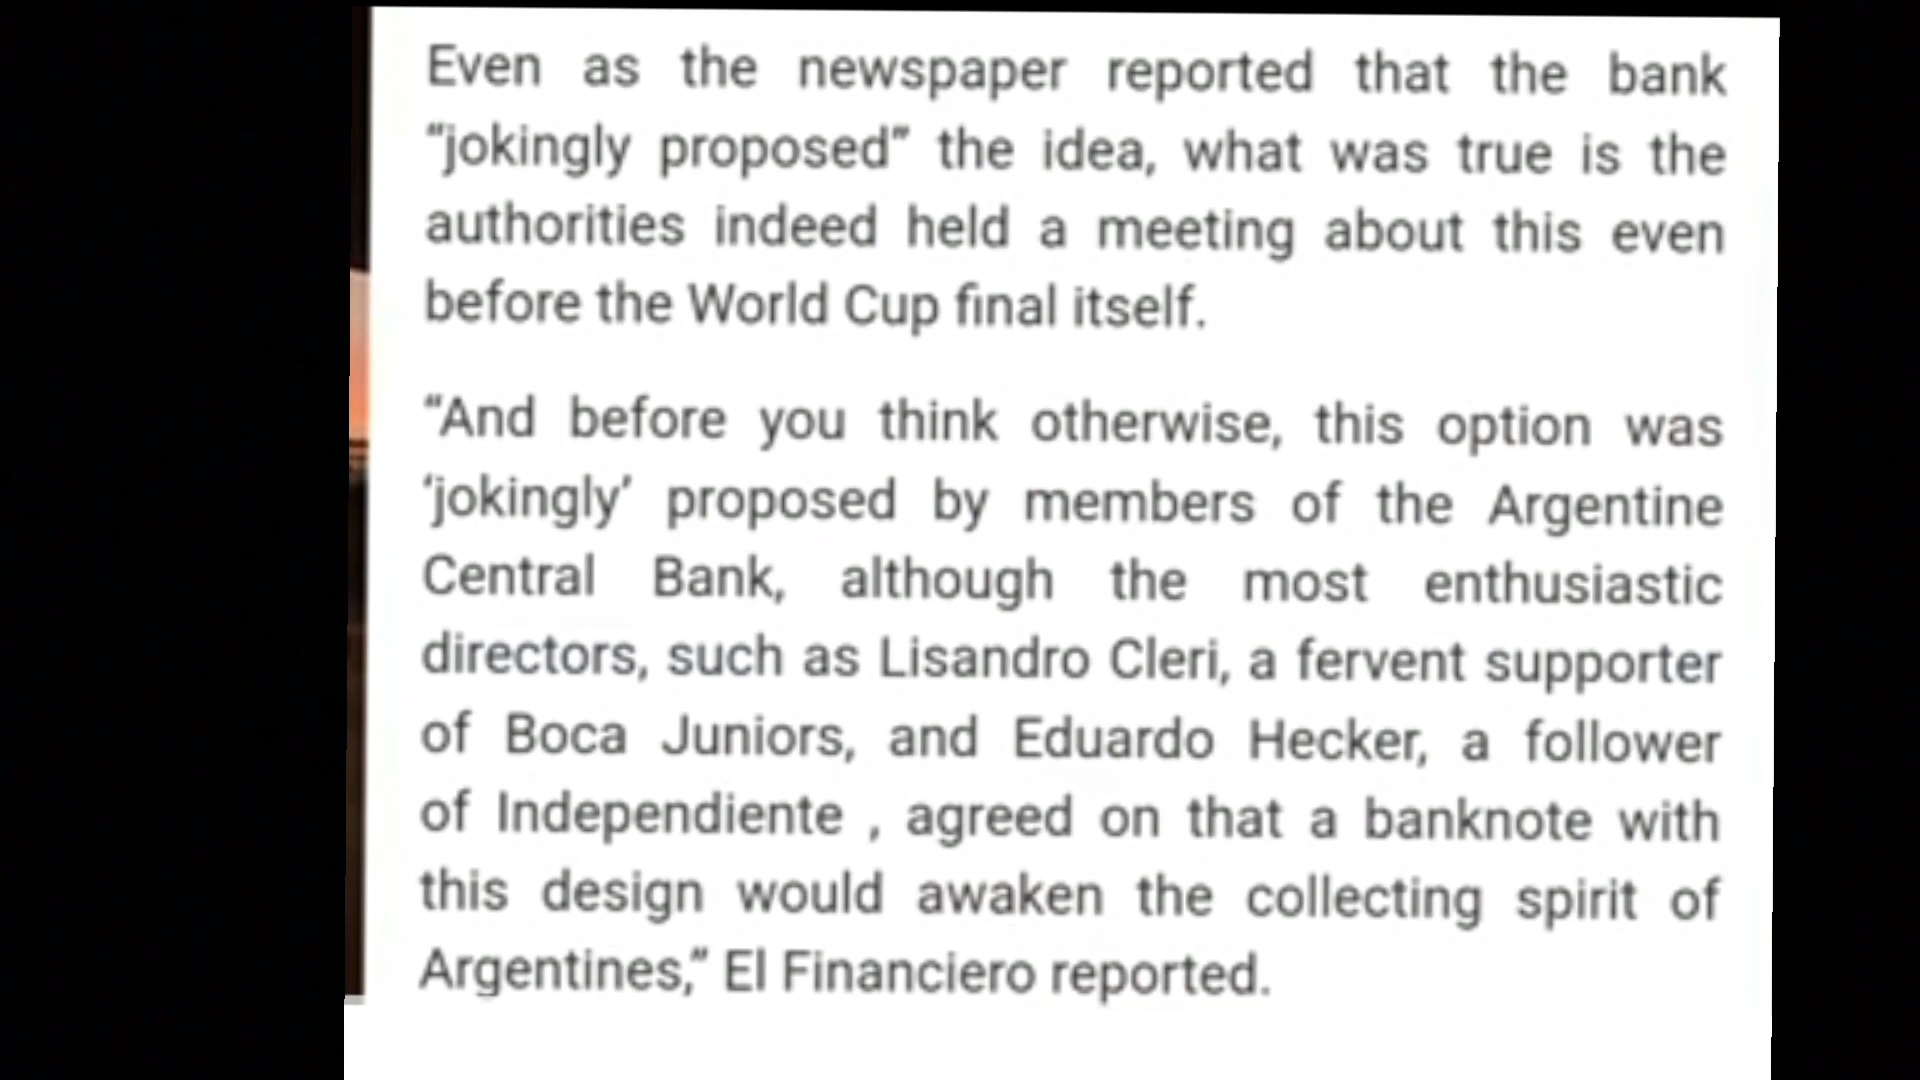 Even as the newspaper reported that the bank
“jokingly proposed” the idea, what was true is the
authorities indeed held a meeting about this even
before the World Cup final itself.
“And before you think otherwise, this option was
‘jokingly’ proposed by members of the Argentine
Central Bank, although the most enthusiastic
directors, such as Lisandro Cleri, a fervent supporter
of Boca Juniors, and Eduardo Hecker, a follower
of Independiente , agreed on that a banknote with
this design would awaken the collecting spirit of
Argentines,” El Financiero reported.